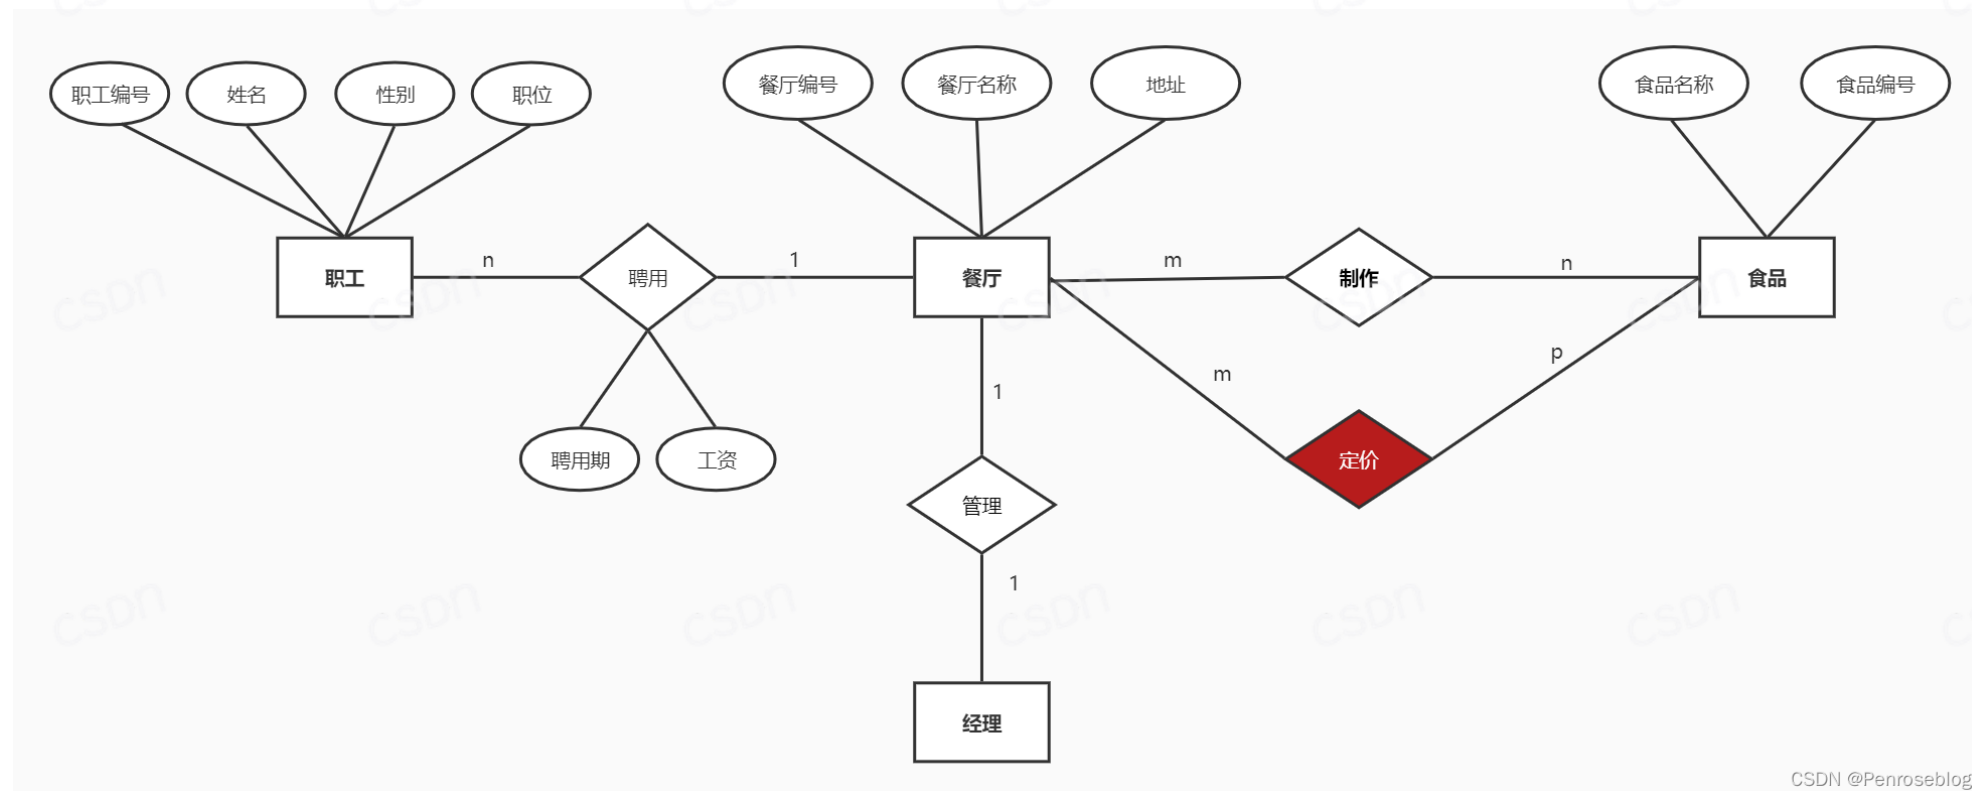 职工编号 姓名 性别 职位 餐厅编号 餐厅名称 地址 食品名称 食品编号
n 1 m n
职工 聘用 餐厅 制作 食品
p
m
1
聘用期 工资 定价
管理
1
经理
CSDN @Penroseblog